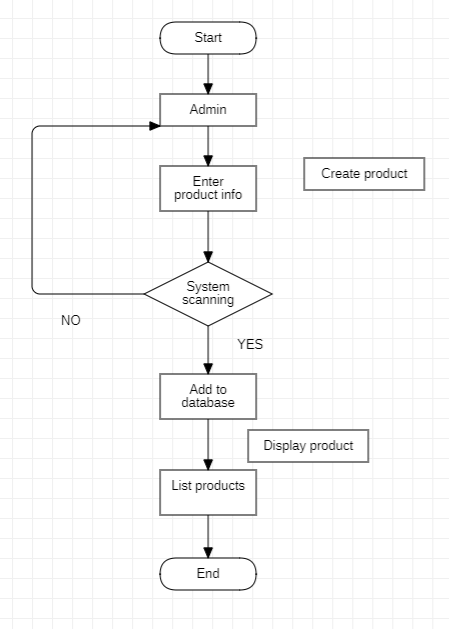 Start
Admin
Enter
product info
Create product
System
scanning
NO
YES
Add to
database
Display product
List products
End